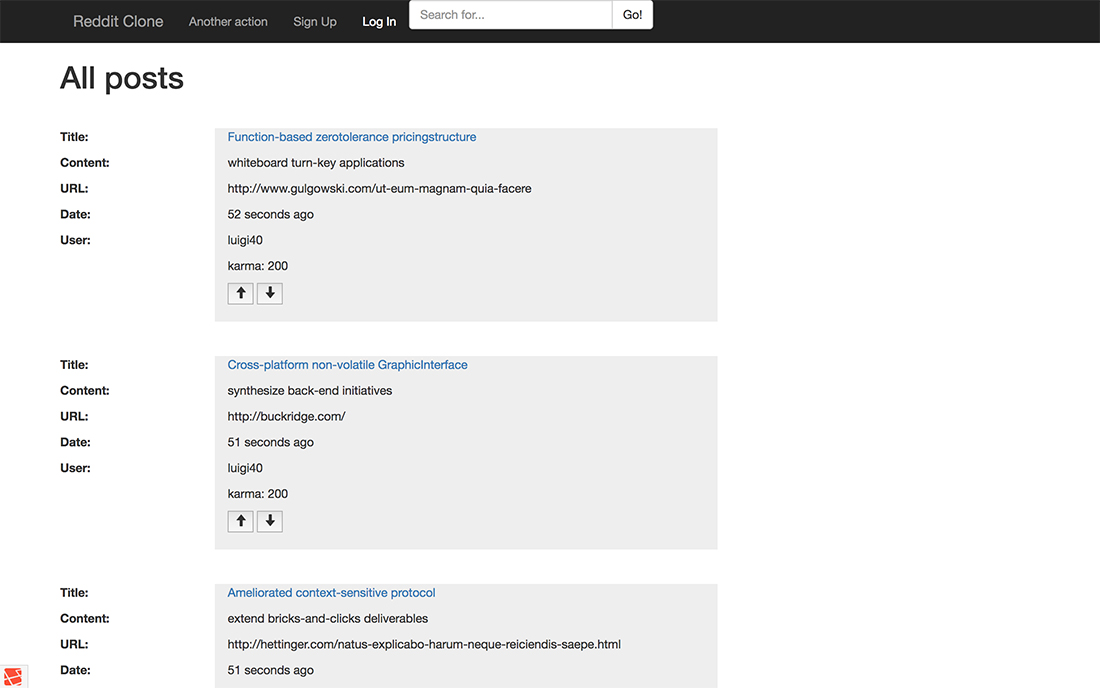 Reddit Clone Another action Sign Up Log In Search for... Go!
All posts
Title: Function-based zerotolerance pricingstructure
Content: whiteboard turn-key applications
URL: http://www.gulgowski.com/ut-eum-magnam-quia-facere
Date: 52 seconds ago
User: luigi40
karma: 200
Title: Cross-platform non-volatile GraphicInterface
Content: synthesize back-end initiatives
URL: http://buckridge.com/
Date: 51 seconds ago
User: luigi40
karma: 200
Title: Ameliorated context-sensitive protocol
Content: extend bricks-and-clicks deliverables
URL: http://hettinger.com/natus-explicabo-harum-neque-reiciendis-saepe.html
Date: 51 seconds ago